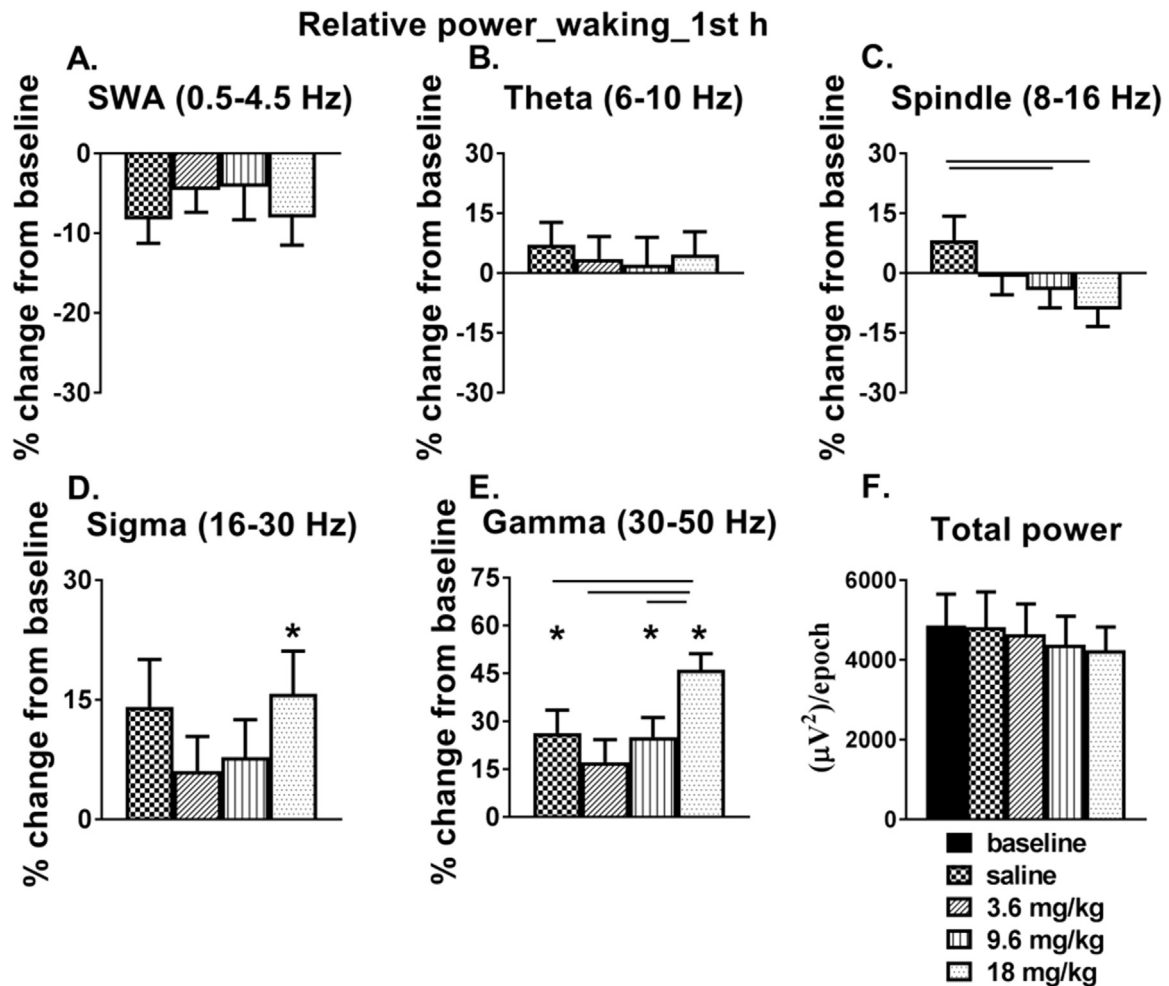 Relative power_waking_1st h
A.
SWA (0.5-4.5 Hz)
% change from baseline
0
-10
-20
-30
B.
Theta (6-10 Hz)
% change from baseline
30
15
0
-15
-30
C.
Spindle (8-16 Hz)
% change from baseline
30
15
0
-15
-30
D.
Sigma (16-30 Hz)
% change from baseline
30
15
0
*
E.
Gamma (30-50 Hz)
% change from baseline
75
60
45
30
15
0
* * *
F.
Total power
(µV²)/epoch
6000
4000
2000
0
baseline
saline
3.6 mg/kg
9.6 mg/kg
18 mg/kg